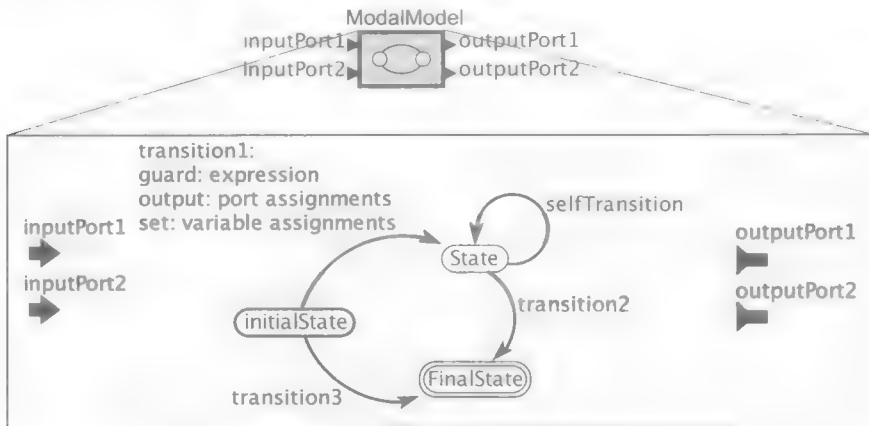 ModalModel
inputPort1
outputPort1
inputPort2
outputPort2
transition1:
guard: expression
output: port assignments
set: variable assignments
selfTransition
inputPort1
outputPort1
State
inputPort2
outputPort2
transition2
initialState
FinalState
transition3